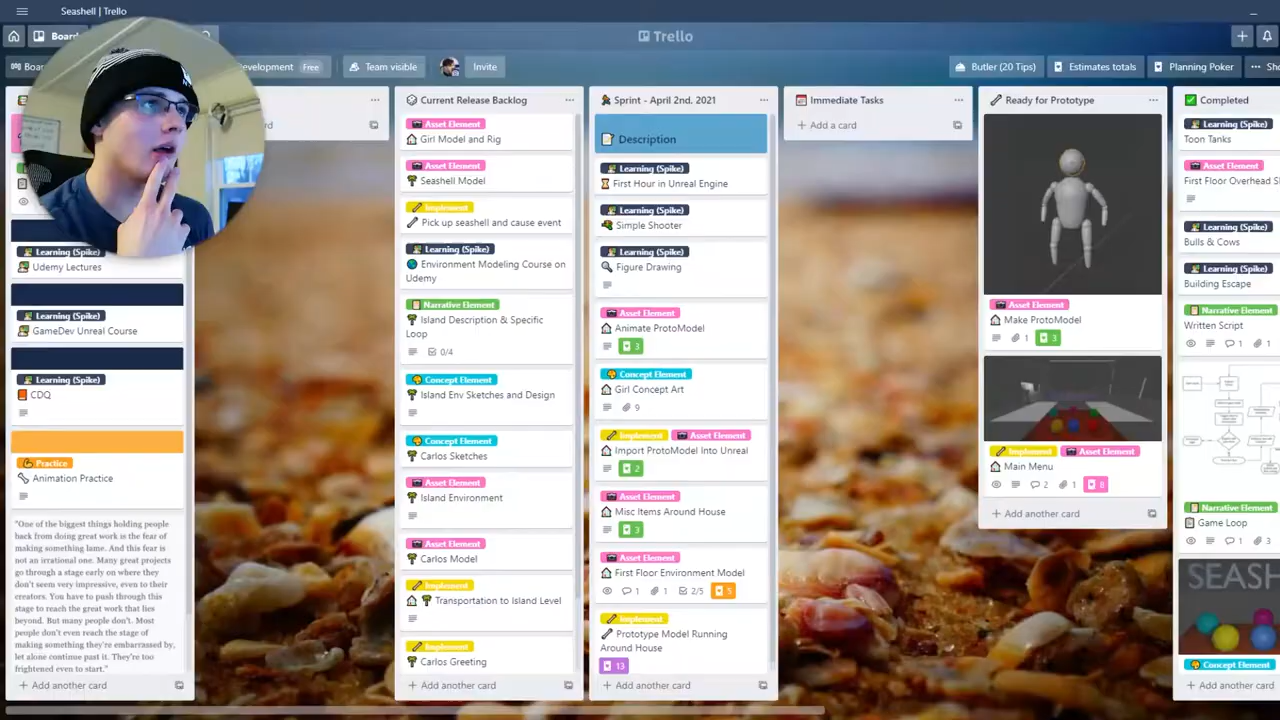 Seashell | Trello
Boar
Trello
Boa
evelopment Free
Team visible
Invite
Butler (20 Tips)
Estimates totals
Planning Poker
Sho
rd
Learning (Spike)
Udemy Lectures
Learning (Spike)
GameDev Unreal Course
Learning (Spike)
CDQ
Practice
Animation Practice
"One of the biggest things holding people
back from doing great work is the fear of
making something lame. And this fear is
not an irrational one. Many great projects
go through a stage early on where they
don't seem very impressive, even to their
creators. You have to push through this
stage to reach the great work that lies
beyond. But many people don't. Most
people don't even reach the stage of
making something they're embarrassed by,
let alone continue past it. They're too
frightened even to start."
+ Add another card
Current Release Backlog
Asset Element
Girl Model and Rig
Asset Element
Seashell Model
Implement
Pick up seashell and cause event
Learning (Spike)
Environment Modeling Course on
Udemy
Narrative Element
Island Description & Specific
Loop
0/4
Concept Element
Island Env Sketches and Design
Concept Element
Carlos Sketches
Asset Element
Island Environment
Asset Element
Carlos Model
Implement
Transportation to Island Level
Implement
Carlos Greeting
+ Add another card
Sprint - April 2nd. 2021
Description
Learning (Spike)
First Hour in Unreal Engine
Learning (Spike)
Simple Shooter
Learning (Spike)
Figure Drawing
Asset Element
Animate ProtoModel
3
Concept Element
Girl Concept Art
9
Implement Asset Element
Import ProtoModel Into Unreal
2
Asset Element
Misc Items Around House
3
Asset Element
First Floor Environment Model
1 1 2/5 5
Implement
Prototype Model Running
Around House
13
+ Add another card
Immediate Tasks
+ Add a card
Ready for Prototype
Asset Element
Make ProtoModel
1 3
Implement Asset Element
Main Menu
2 1 8
+ Add another card
Completed
Learning (Spike)
Toon Tanks
Asset Element
First Floor Overhead S
Learning (Spike)
Bulls & Cows
Learning (Spike)
Building Escape
Narrative Element
Written Script
1 1
Narrative Element
Game Loop
1 3
SEASH
Concept Element
+ Add another card